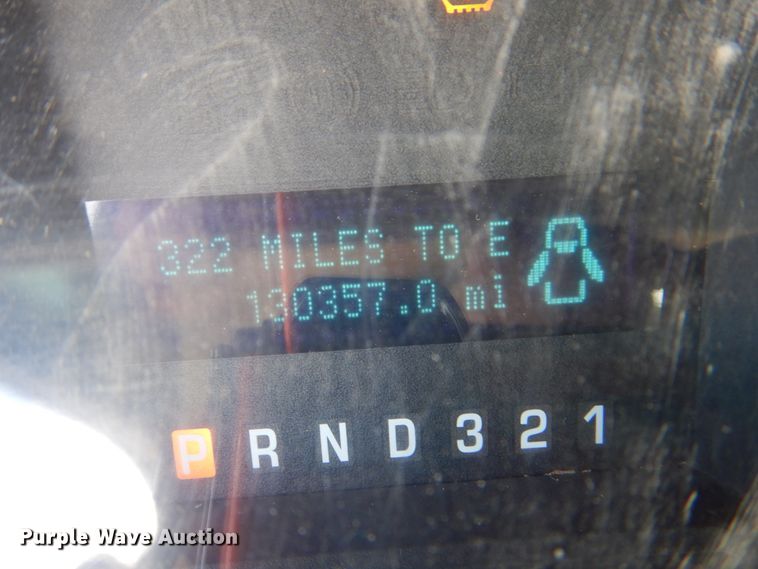 322 MILES TO E
130357.0 mi
P R N D 3 2 1
Purple Wave Auction